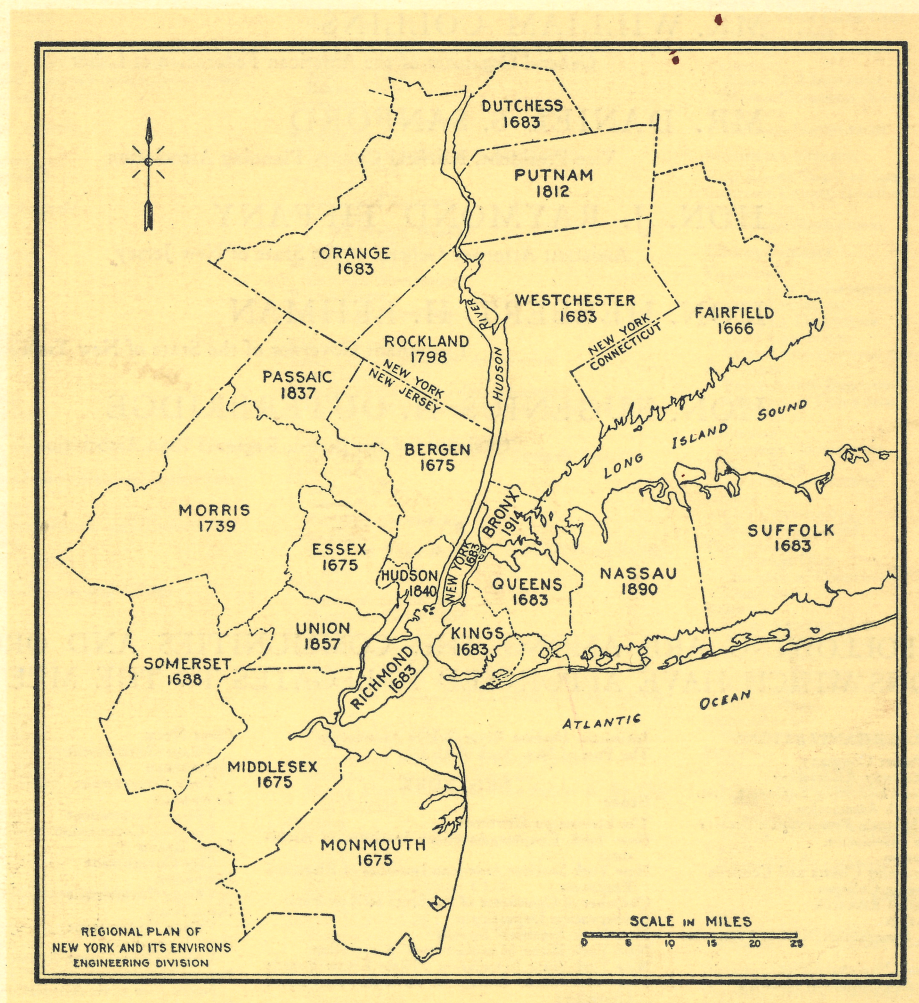 DUTCHESS
1683
PUTNAM
1812
ORANGE
1683
WESTCHESTER
1683
FAIRFIELD
1666
ROCKLAND
1798
RIVER
HUDSON
NEW YORK
CONNECTICUT
NEW YORK
NEW JERSEY
PASSAIC
1837
BERGEN
1675
LONG ISLAND SOUND
MORRIS
1739
BRONX
1914
SUFFOLK
1683
ESSEX
1675
HUDSON
1840
NEW YORK
1683
QUEENS
1683
NASSAU
1890
UNION
1857
KINGS
1683
SOMERSET
1688
RICHMOND
1683
ATLANTIC OCEAN
MIDDLESEX
1675
MONMOUTH
1675
REGIONAL PLAN OF
NEW YORK AND ITS ENVIRONS
ENGINEERING DIVISION
SCALE IN MILES
0 5 10 15 20 25